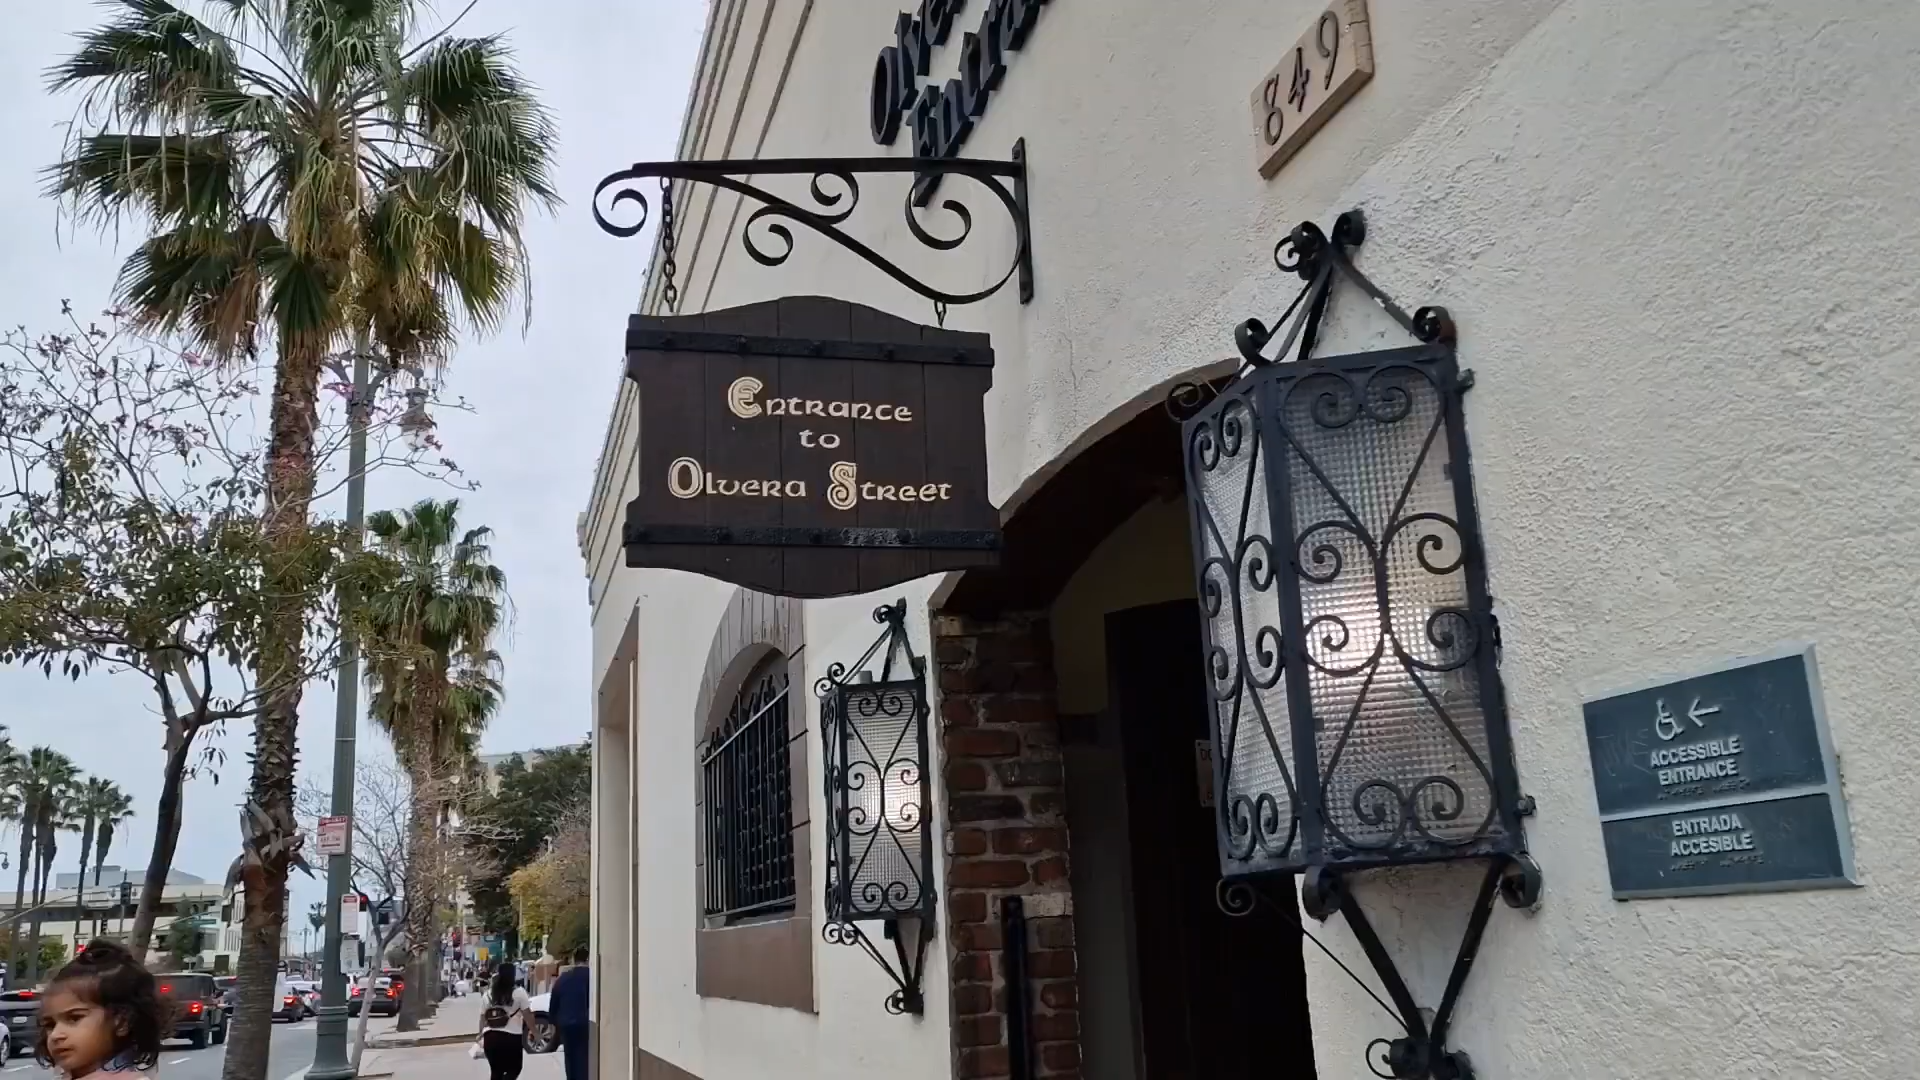 849
Entrance
to
Olvera Street
ACCESSIBLE
ENTRANCE
ENTRADA
ACCESIBLE